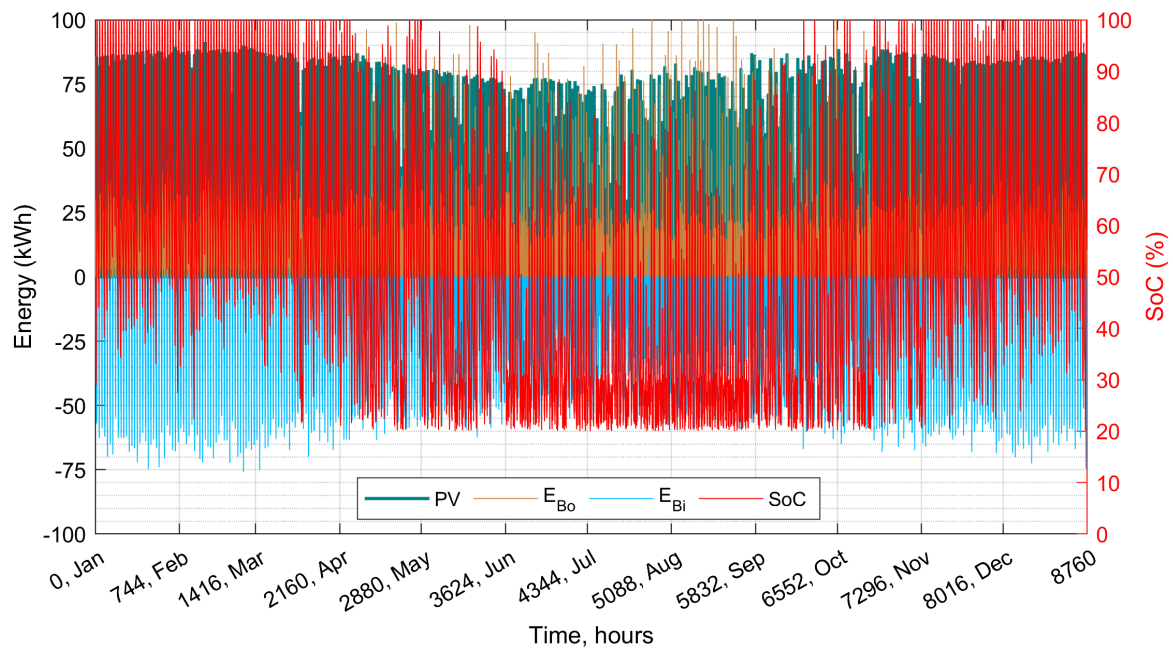 100
75
50
25
0
-25
-50
-75
-100
Energy (kWh)
100
90
80
70
60
50
40
30
20
10
0
SoC (%)
PV E_Bo E_Bi SoC
0, Jan
744, Feb
1416, Mar
2160, Apr
2880, May
3624, Jun
4344, Jul
5088, Aug
5832, Sep
6552, Oct
7296, Nov
8016, Dec
8760
Time, hours